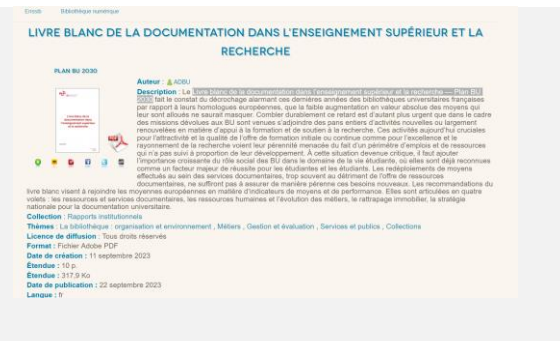 Enssib Bibliothèque numérique
LIVRE BLANC DE LA DOCUMENTATION DANS L'ENSEIGNEMENT SUPÉRIEUR ET LA
RECHERCHE
PLAN BU 2030
Auteur : ADBU
Description : Le Livre blanc de la documentation dans l'enseignement supérieur et la recherche — Plan BU
2030 fait le constat du décrochage alarmant ces dernières années des bibliothèques universitaires françaises
par rapport à leurs homologues européennes, que la faible augmentation en valeur absolue des moyens qui
leur sont alloués ne saurait masquer. Combler durablement ce retard est d'autant plus urgent que dans le cadre
des missions dévolues aux BU sont venues s'adjoindre des pans entiers d'activités nouvelles ou largement
renouvelées en matière d'appui à la formation et de soutien à la recherche. Ces activités aujourd'hui cruciales
pour l'attractivité et la qualité de l'offre de formation initiale ou continue comme pour l'excellence et le
rayonnement de la recherche voient leur pérennité menacée du fait d'un périmètre d'emplois et de ressources
qui n'a pas suivi à proportion de leur développement. À cette situation devenue critique, il faut ajouter
l'importance croissante du rôle social des BU dans le domaine de la vie étudiante, où elles sont déjà reconnues
comme un facteur majeur de réussite pour les étudiantes et les étudiants. Les redéploiements de moyens
effectués au sein des services documentaires, trop souvent au détriment de l'offre de ressources
documentaires, ne suffiront pas à assurer de manière pérenne ces besoins nouveaux. Les recommandations du
livre blanc visent à rejoindre les moyennes européennes en matière d'indicateurs de moyens et de performance. Elles sont articulées en quatre
volets : les ressources et services documentaires, les ressources humaines et l'évolution des métiers, le rattrapage immobilier, la stratégie
nationale pour la documentation universitaire.
Collection : Rapports institutionnels
Thèmes : La bibliothèque : organisation et environnement , Métiers , Gestion et évaluation , Services et publics , Collections
Licence de diffusion : Tous droits réservés
Format : Fichier Adobe PDF
Date de création : 11 septembre 2023
Étendue : 10 p.
Étendue : 317.9 Ko
Date de publication : 22 septembre 2023
Langue : fr